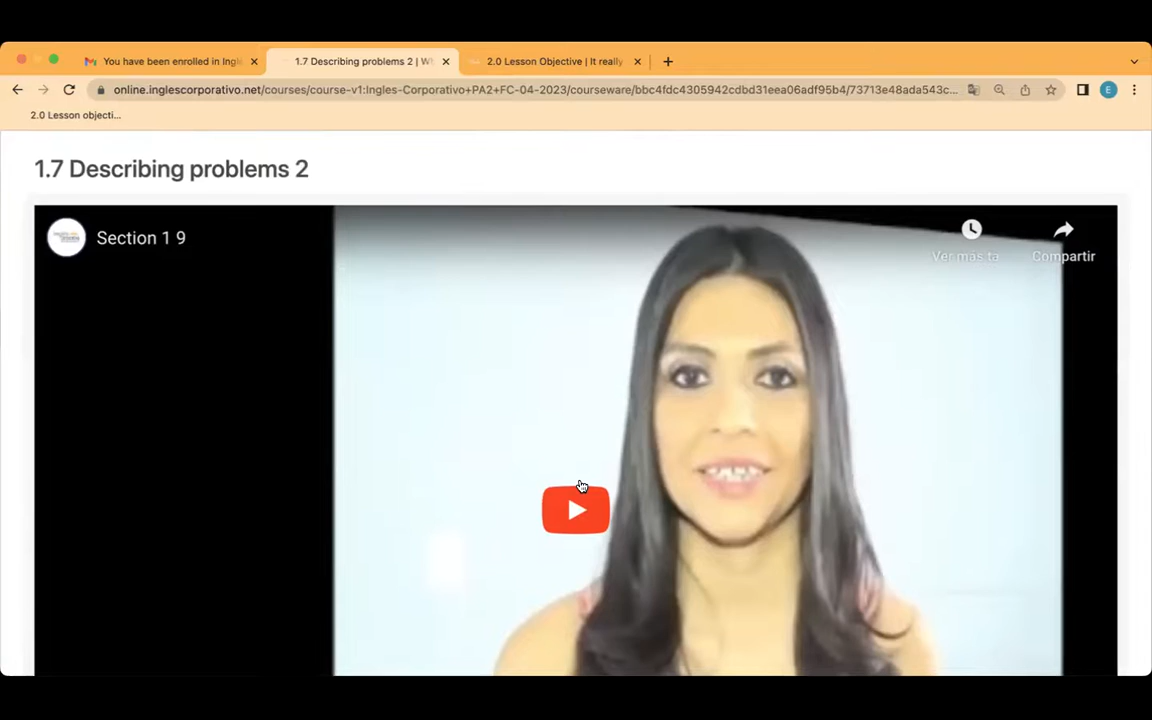 You have been enrolled in Ingl
1.7 Describing problems 2 | W
2.0 Lesson Objective | It really
online.inglescorporativo.net/courses/course-v1:Ingles-Corporativo+PA2+FC-04-2023/courseware/bbc4fdc4305942cdbd31eea06adf95b4/73713e48ada543c...
E
2.0 Lesson objecti...
1.7 Describing problems 2
Section 1 9
Ver más ta
Compartir